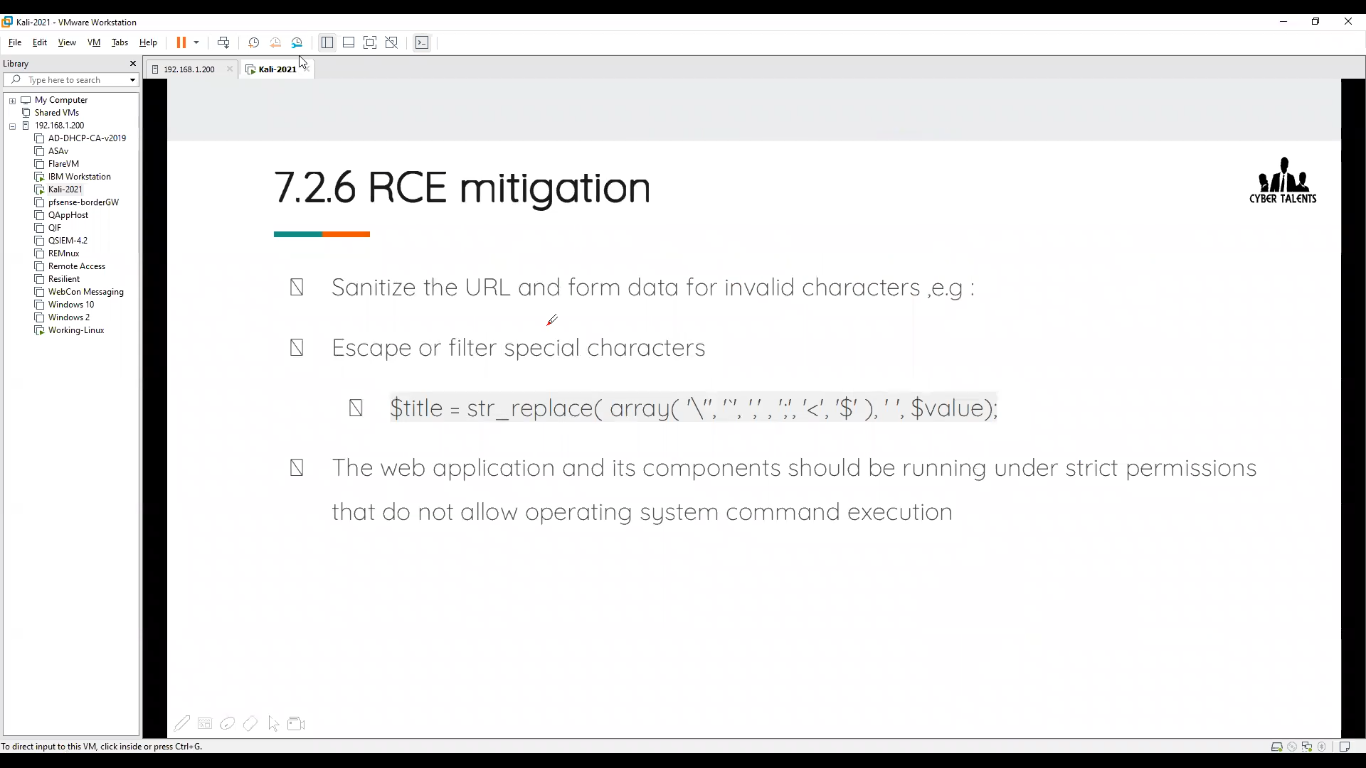 Kali-2021 - VMware Workstation
File Edit View VM Tabs Help
Library
Type here to search
192.168.1.200
Kali-2021
My Computer
Shared VMs
192.168.1.200
AD-DHCP-CA-v2019
ASAv
FlareVM
IBM Workstation
Kali-2021
pfsense-borderGW
QAppHost
QIF
QSIEM-4.2
REMnux
Remote Access
Resilient
WebCon Messaging
Windows 10
Windows 2
Working-Linux
7.2.6 RCE mitigation
CYBER TALENTS
Sanitize the URL and form data for invalid characters ,e.g :
Escape or filter special characters
$title = str_replace( array( '\'', '`', ',' , ';', '<', '$' ), ' ', $value);
The web application and its components should be running under strict permissions
that do not allow operating system command execution
To direct input to this VM, click inside or press Ctrl+G.